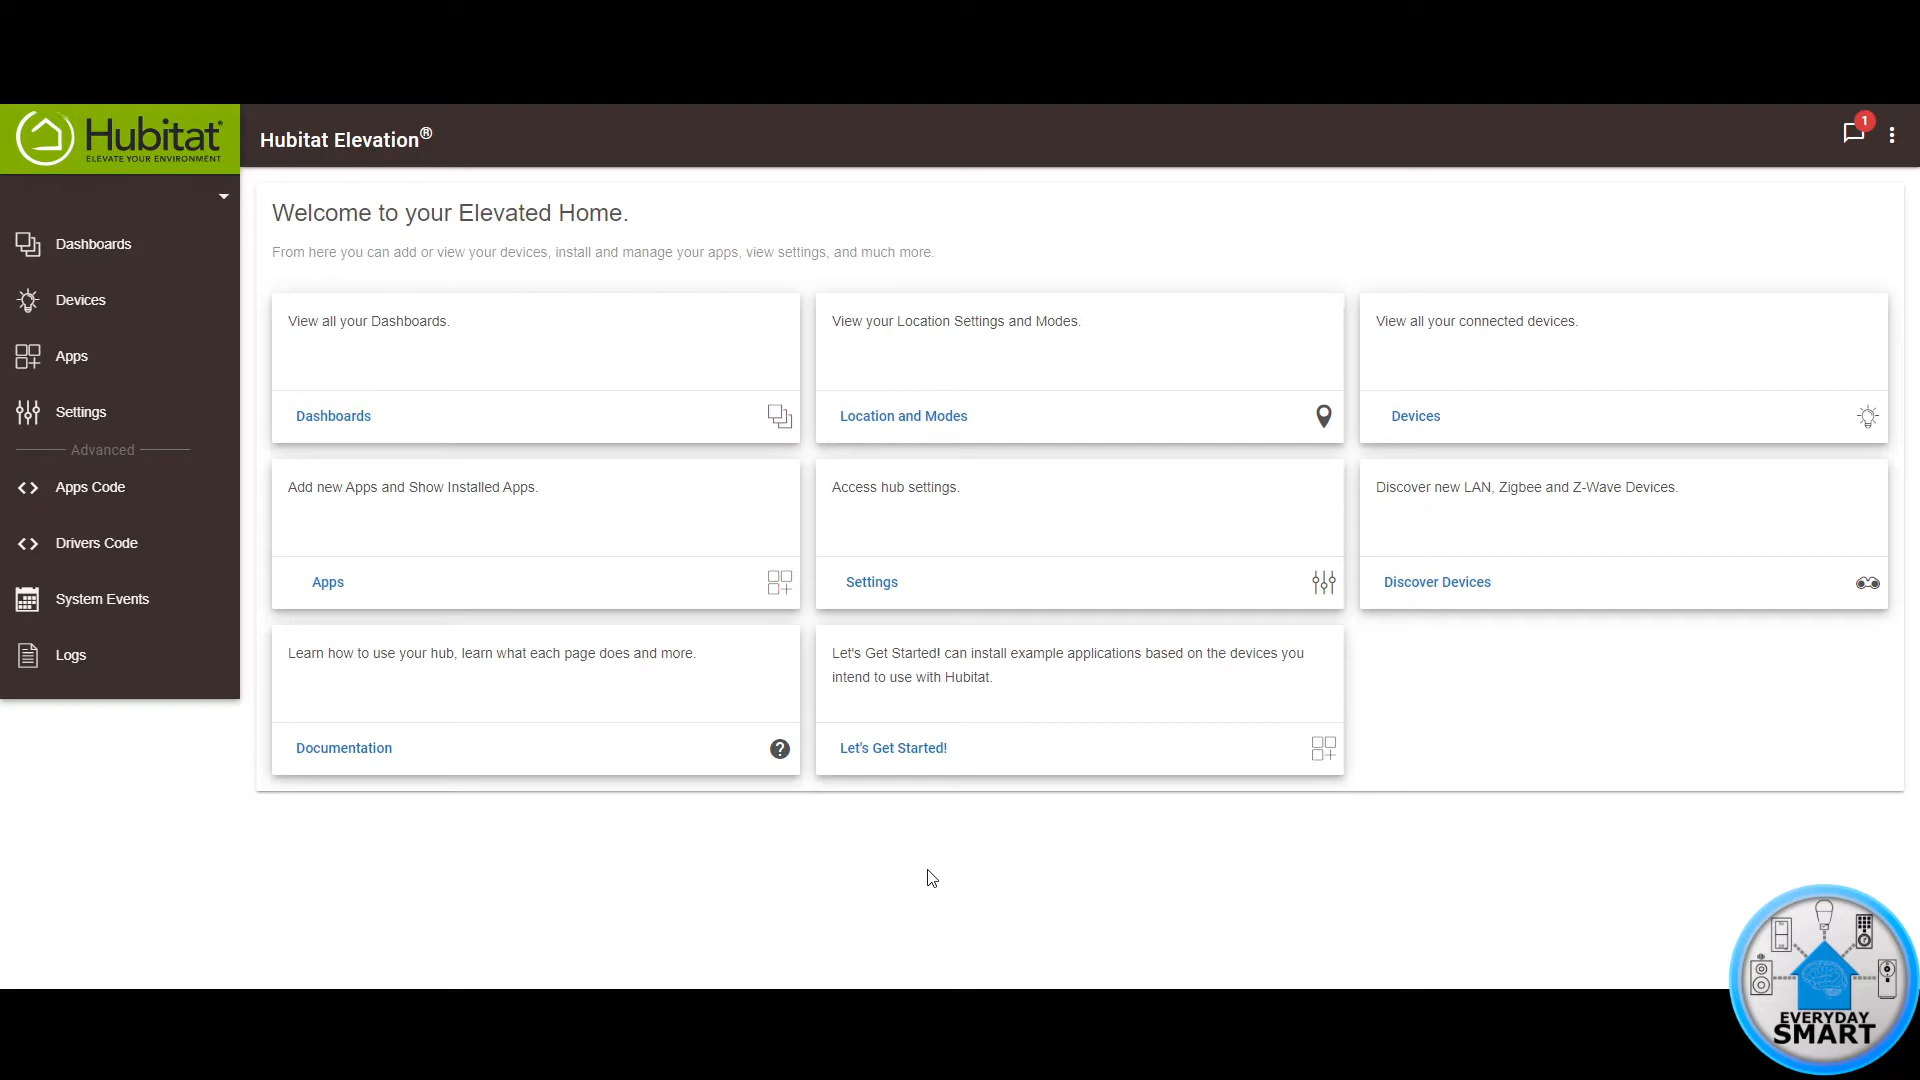 Hubitat®
ELEVATE YOUR ENVIRONMENT
Hubitat Elevation®
1
Dashboards
Devices
Apps
Settings
Advanced
Apps Code
Drivers Code
System Events
Logs
Welcome to your Elevated Home.
From here you can add or view your devices, install and manage your apps, view settings, and much more.
View all your Dashboards.
Dashboards
View your Location Settings and Modes.
Location and Modes
View all your connected devices.
Devices
Add new Apps and Show Installed Apps.
Apps
Access hub settings.
Settings
Discover new LAN, Zigbee and Z-Wave Devices.
Discover Devices
Learn how to use your hub, learn what each page does and more.
Documentation
?
Let's Get Started! can install example applications based on the devices you
intend to use with Hubitat.
Let's Get Started!
EVERYDAY
SMART